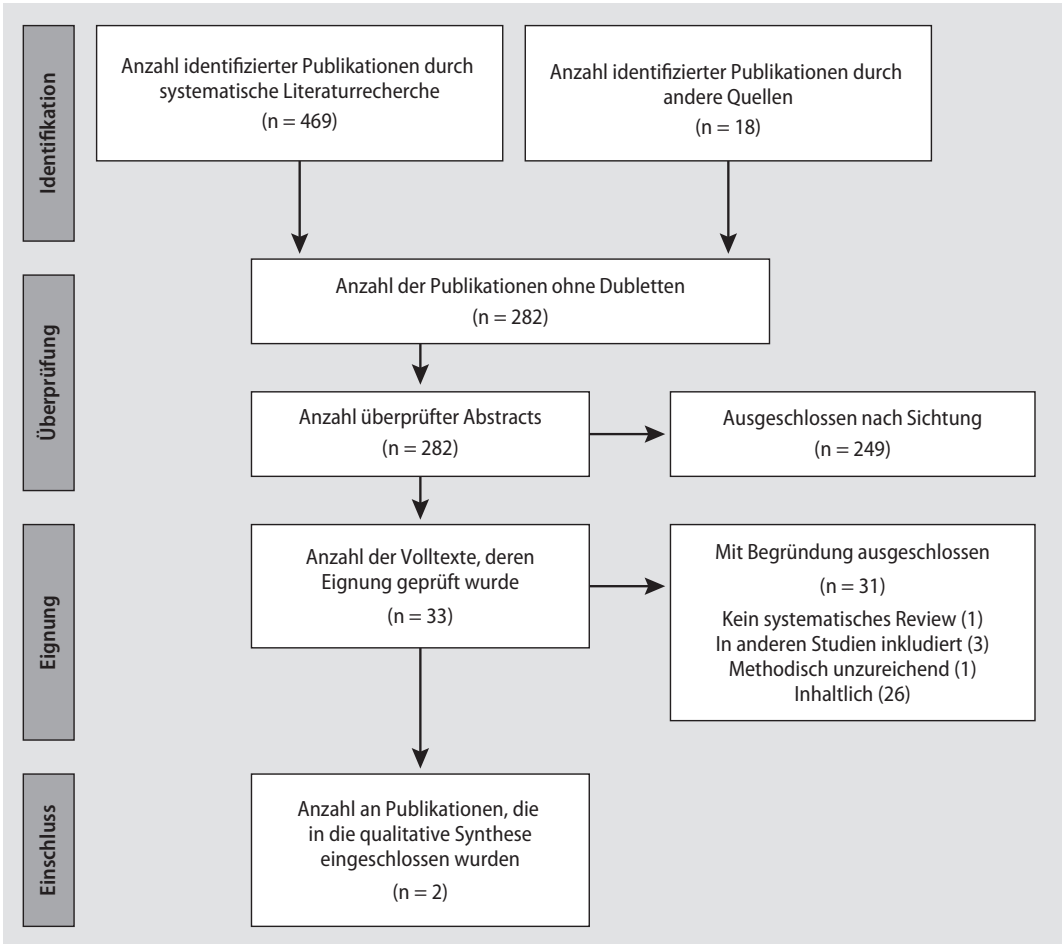 Identifikation
Anzahl identifizierter Publikationen durch
systematische Literaturrecherche
(n = 469)
Anzahl identifizierter Publikationen durch
andere Quellen
(n = 18)
Überprüfung
Anzahl der Publikationen ohne Dubletten
(n = 282)
Anzahl überprüfter Abstracts
(n = 282)
Ausgeschlossen nach Sichtung
(n = 249)
Eignung
Anzahl der Volltexte, deren
Eignung geprüft wurde
(n = 33)
Mit Begründung ausgeschlossen
(n = 31)
Kein systematisches Review (1)
In anderen Studien inkludiert (3)
Methodisch unzureichend (1)
Inhaltlich (26)
Einschluss
Anzahl an Publikationen, die
in die qualitative Synthese
eingeschlossen wurden
(n = 2)